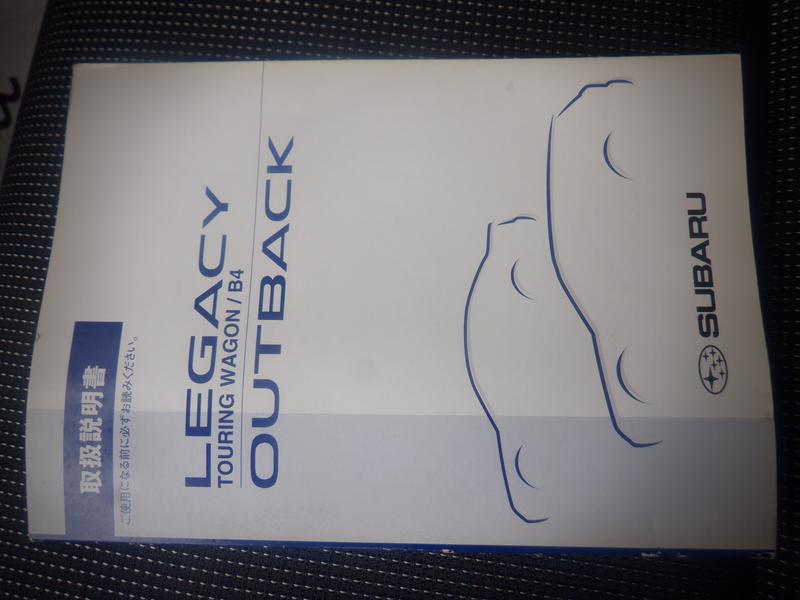 取扱説明書
ご使用になる前に必ずお読みください。
LEGACY
TOURING WAGON / B4
OUTBACK
SUBARU